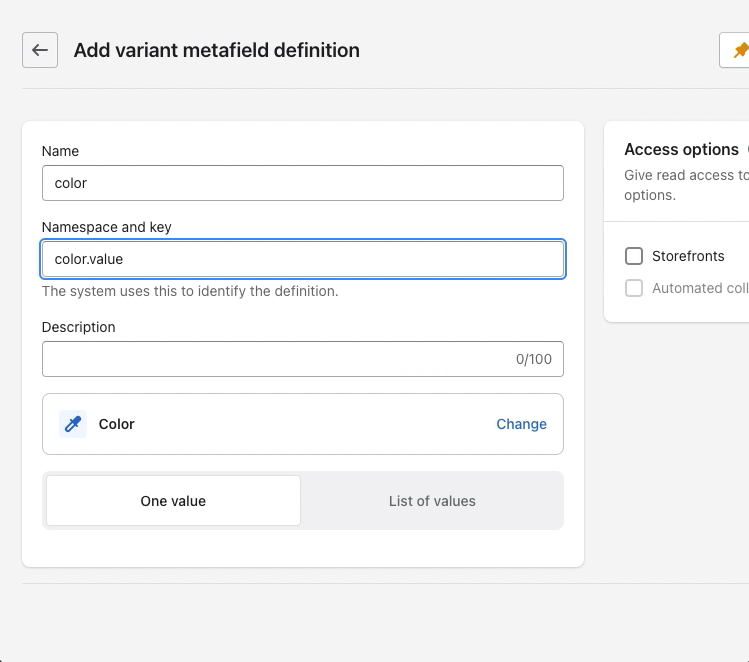 Add variant metafield definition
Name
color
Namespace and key
color.value
The system uses this to identify the definition.
Description
0/100
Color
Change
One value
List of values
Access options
Give read access to
options.
Storefronts
Automated coll